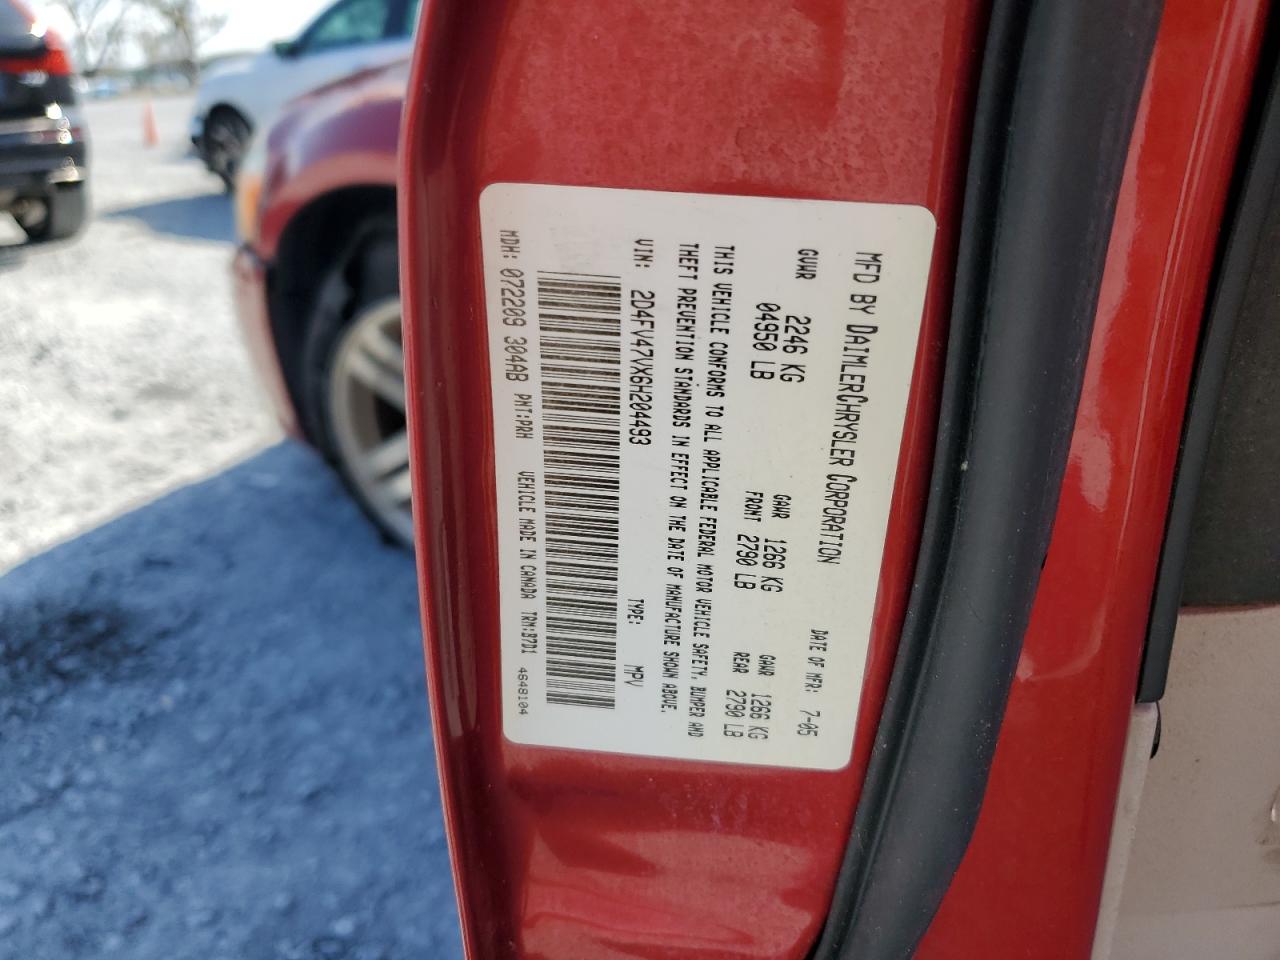 MFD BY DAIMLERCHRYSLER CORPORATION
DATE OF MFR: 7-05
GVWR 2246 KG
04950 LB
GAWR 1266 KG
FRONT 2790 LB
GAWR 1266 KG
REAR 2790 LB
THIS VEHICLE CONFORMS TO ALL APPLICABLE FEDERAL MOTOR VEHICLE SAFETY, BUMPER AND
THEFT PREVENTION STANDARDS IN EFFECT ON THE DATE OF MANUFACTURE SHOWN ABOVE.
VIN: 2D4FV47VX6H204493 TYPE: MPV
MDH: 072209 304AB PNT:PRH VEHICLE MADE IN CANADA TRM:B7D1 4648104